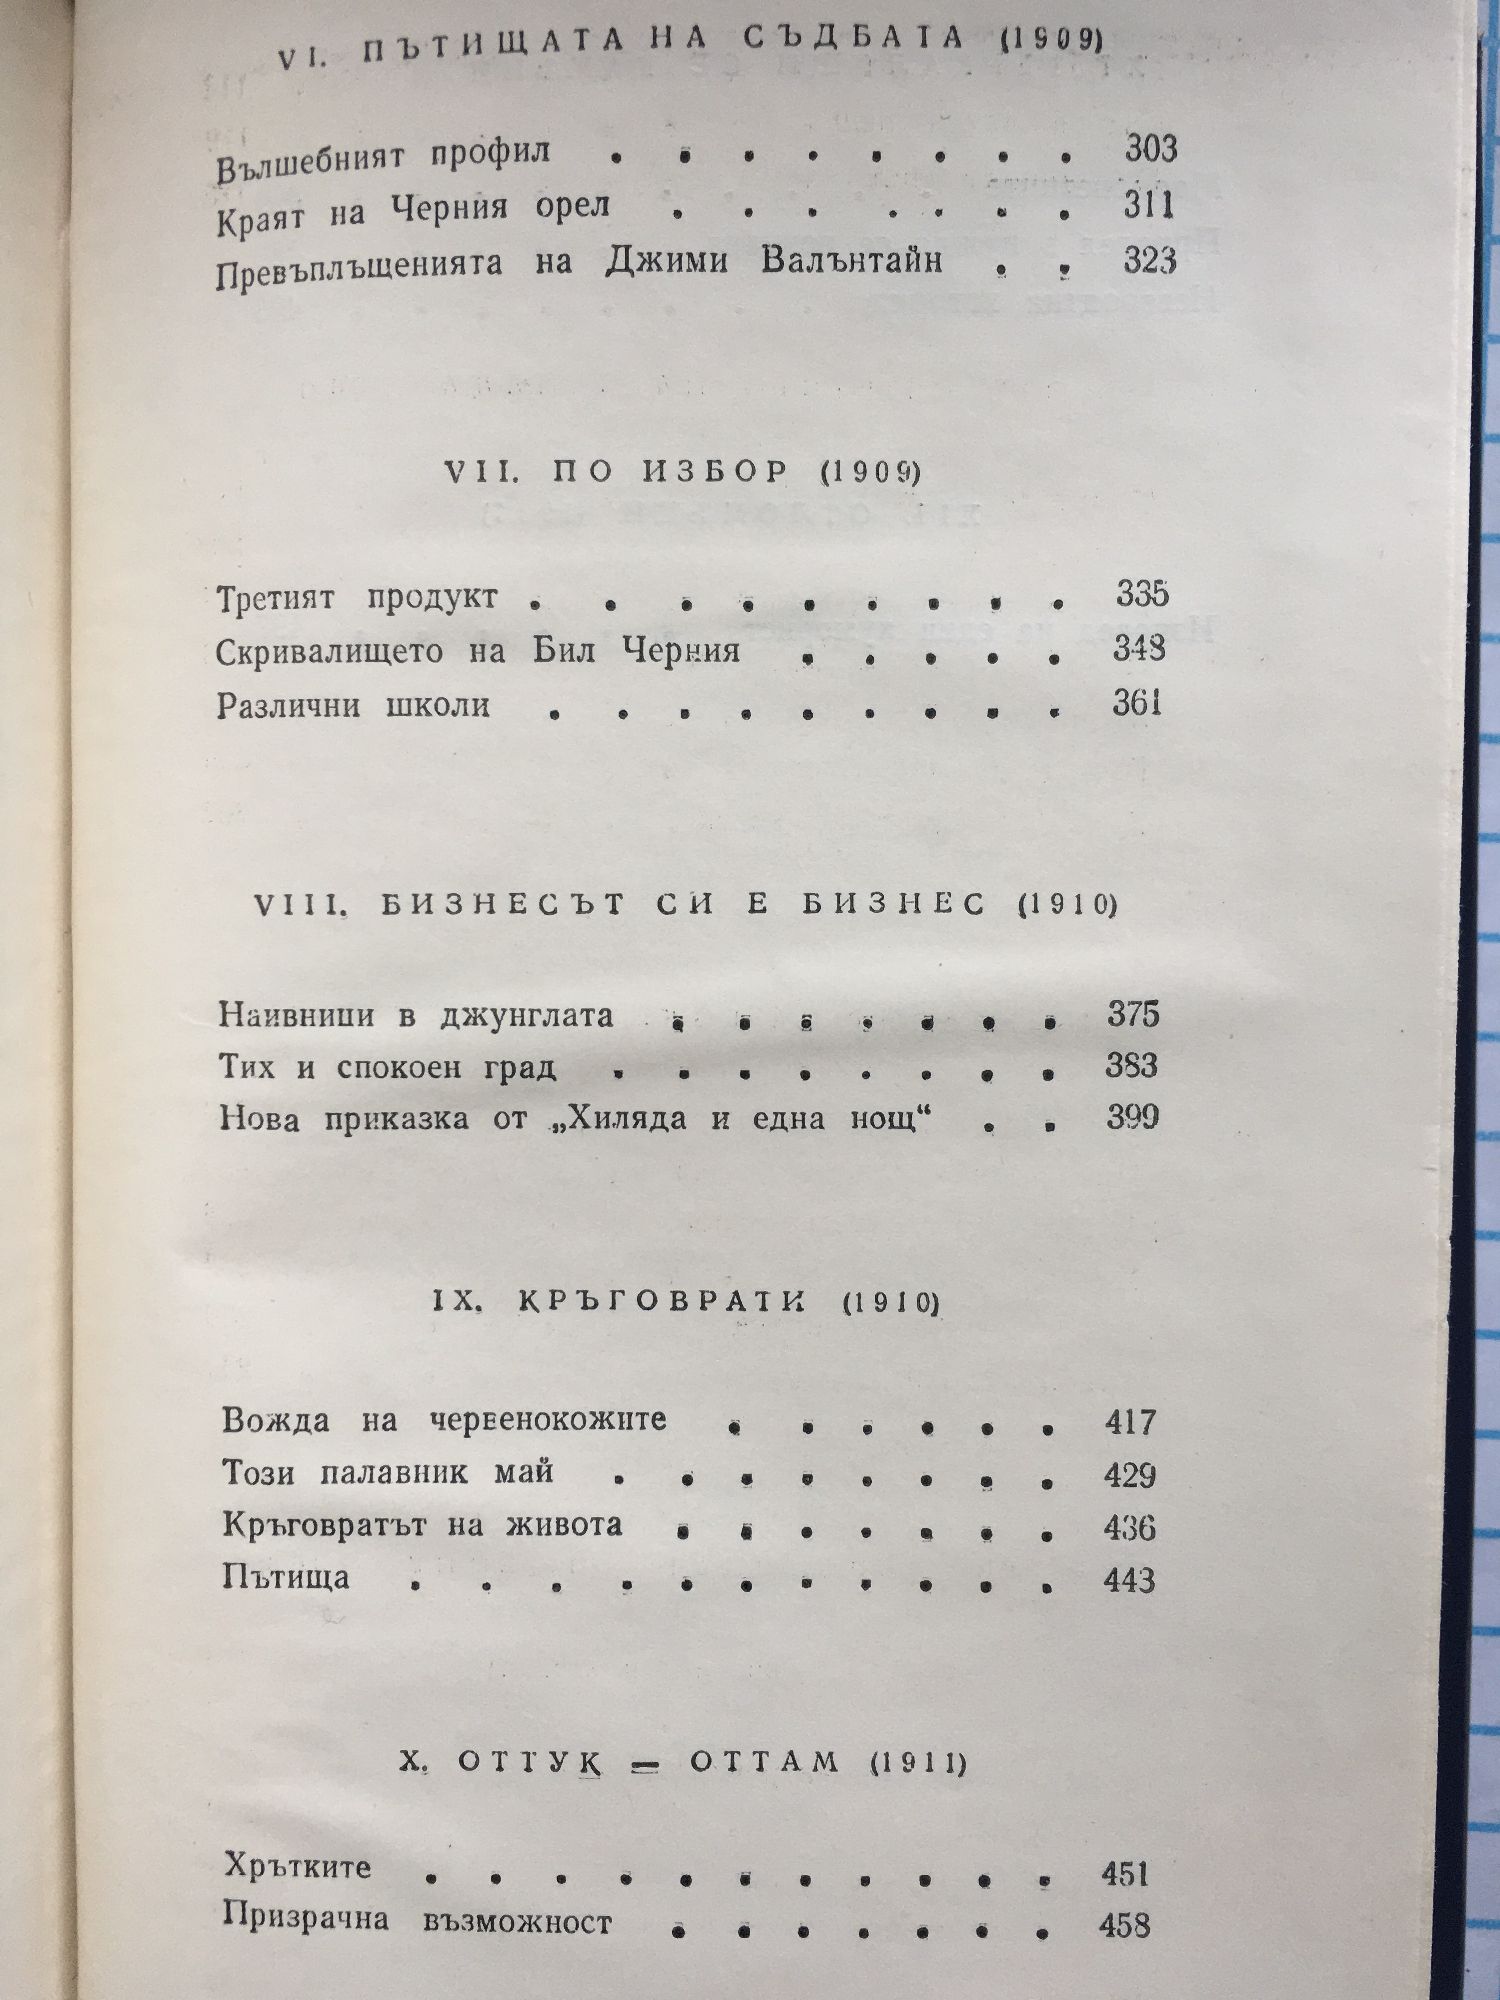 VI. ПЪТИЩАТА НА СЪДБАТА (1909)
Вълшебният профил . . . . . . . . 303
Краят на Черния орел . . . . . . . 311
Превъплъщенията на Джими Валънтайн . . 323
VII. ПО ИЗБОР (1909)
Третият продукт . . . . . . . . . 335
Скривалището на Бил Черния . . . . . 348
Различни школи . . . . . . . . . 361
VIII. БИЗНЕСЪТ СИ Е БИЗНЕС (1910)
Наивници в джунглата . . . . . . . 375
Тих и спокоен град . . . . . . . . 383
Нова приказка от „Хиляда и една нощ“ . . 399
IX. КРЪГОВРАТИ (1910)
Вожда на червенокожите . . . . . . 417
Този палавник май . . . . . . . . 429
Кръговратът на живота . . . . . . . 436
Пътища . . . . . . . . . . . 443
X. ОТТУК — ОТТАМ (1911)
Хрътките . . . . . . . . . . . 451
Призрачна възможност . . . . . . . 458